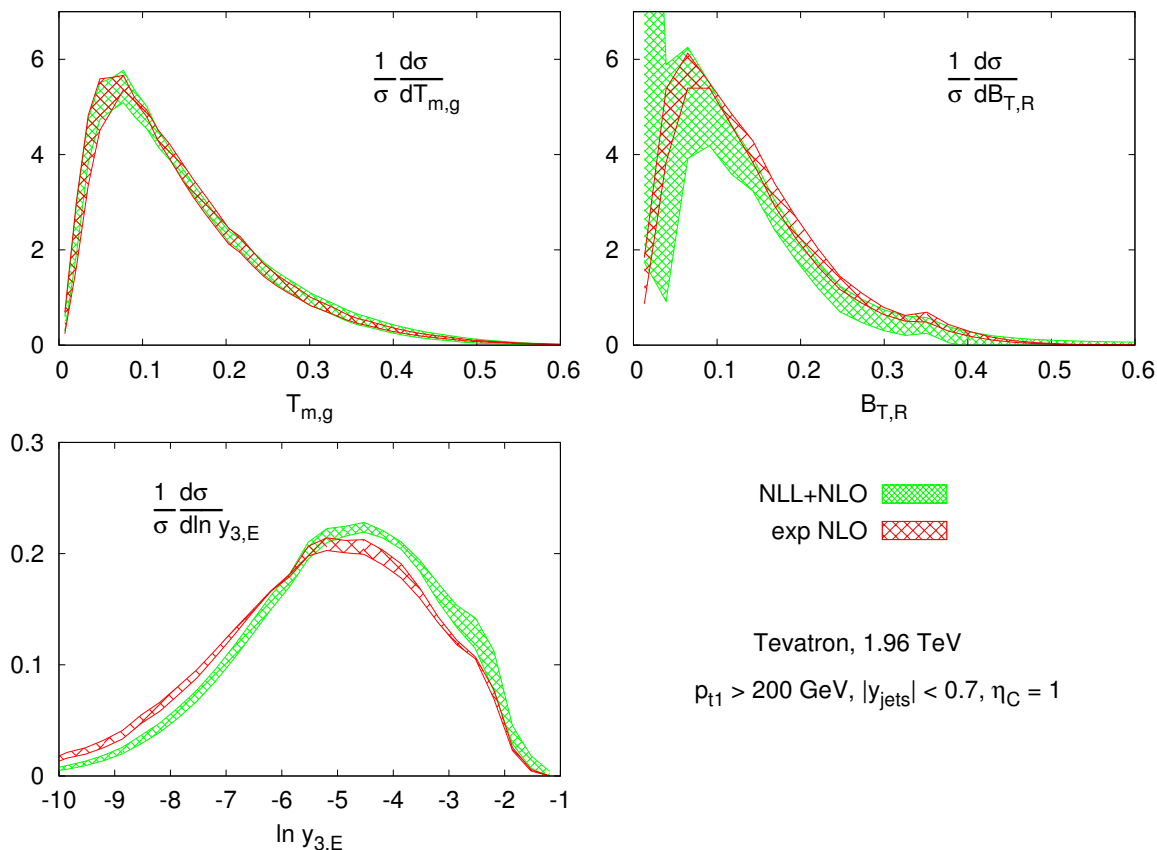 6
4
2
0
1 dσ
σ dT_{m,g}
0 0.1 0.2 0.3 0.4 0.5 0.6
T_{m,g}
6
4
2
0
1 dσ
σ dB_{T,R}
0 0.1 0.2 0.3 0.4 0.5 0.6
B_{T,R}
0.3
0.2
0.1
0
1 dσ
σ dln y_{3,E}
-10 -9 -8 -7 -6 -5 -4 -3 -2 -1
ln y_{3,E}
NLL+NLO
exp NLO
Tevatron, 1.96 TeV
p_{t1} > 200 GeV, |y_{jets}| < 0.7, η_C = 1